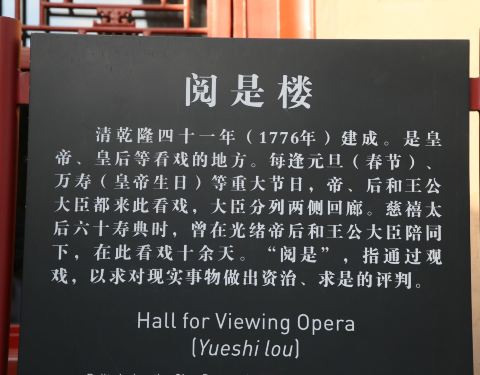 阅是楼
清乾隆四十一年（1776年）建成。是皇
帝、皇后等看戏的地方。每逢元旦（春节）、
万寿（皇帝生日）等重大节日，帝、后和王公
大臣都来此看戏，大臣分列两侧回廊。慈禧太
后六十寿典时，曾在光绪帝后和王公大臣陪同
下，在此看戏十余天。“阅是”，指通过观
戏，以求对现实事物做出资治、求是的评判。
Hall for Viewing Opera
(Yueshi lou)